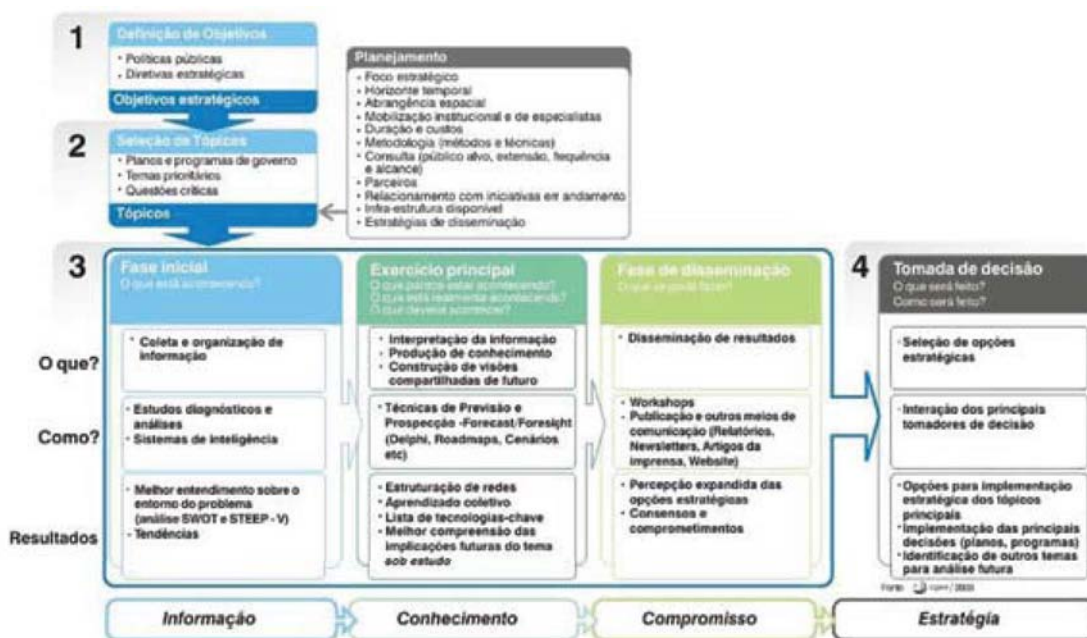 1
Definição de Objetivos
• Políticas públicas
• Diretivas estratégicas
Objetivos estratégicos
2
Seleção de Tópicos
• Planos e programas de governo
• Temas prioritários
• Questões críticas
Tópicos
Planejamento
• Foco estratégico
• Horizonte temporal
• Abrangência espacial
• Mobilização institucional e de especialistas
• Duração e custos
• Metodologia (métodos e técnicas)
• Consulta (público alvo, extensão, frequência
e alcance)
• Parceiros
• Relacionamento com iniciativas em andamento
• Infra-estrutura disponível
• Estratégias de disseminação
3
Fase inicial
O que está acontecendo?
Exercício principal
O que parece estar acontecendo?
O que está realmente acontecendo?
O que deveria acontecer?
Fase de disseminação
O que se pode fazer?
4
Tomada de decisão
O que será feito?
Como será feito?
O que?
• Coleta e organização de
informação
• Interpretação da informação
• Produção de conhecimento
• Construção de visões
compartilhadas de futuro
• Disseminação de resultados
• Seleção de opções
estratégicas
Como?
• Estudos diagnósticos e
análises
• Sistemas de Inteligência
• Técnicas de Previsão e
Prospecção -Forecast/Foresight
(Delphi, Roadmaps, Cenários
etc)
• Workshops
• Publicação e outros meios de
comunicação (Relatórios,
Newsletters, Artigos da
imprensa, Website)
• Interação dos principais
tomadores de decisão
Resultados
• Melhor entendimento sobre o
entorno do problema
(análise SWOT e STEEP - V)
• Tendências
• Estruturação de redes
• Aprendizado coletivo
• Lista de tecnologias-chave
• Melhor compreensão das
implicações futuras do tema
sob estudo
• Percepção expandida das
opções estratégicas
• Consensos e
comprometimentos
• Opções para implementação
estratégica dos tópicos
principais
• Implementação das principais
decisões (planos, programas)
• Identificação de outros temas
para análise futura
Informação
Conhecimento
Compromisso
Estratégia